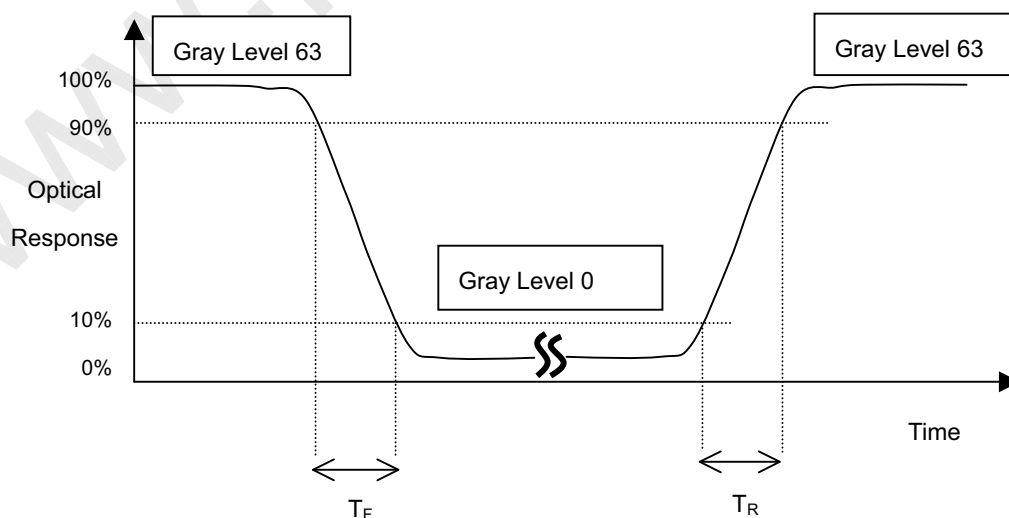 Gray Level 63
Gray Level 63
100%
90%
Optical
Response
Gray Level 0
10%
0%
Time
TF
TR